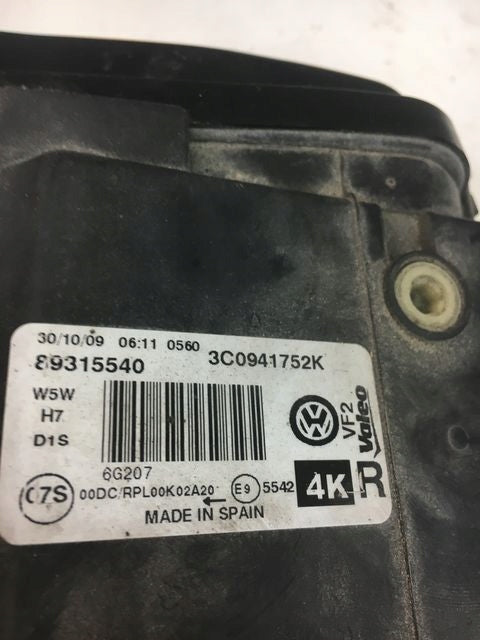 30/10/09 06:11 0560
89315540 3C0941752K
W5W
H7
D1S
VF2
Valeo
6G207
07S 00DC/RPL00K02A20 E9 5542 4K R
MADE IN SPAIN